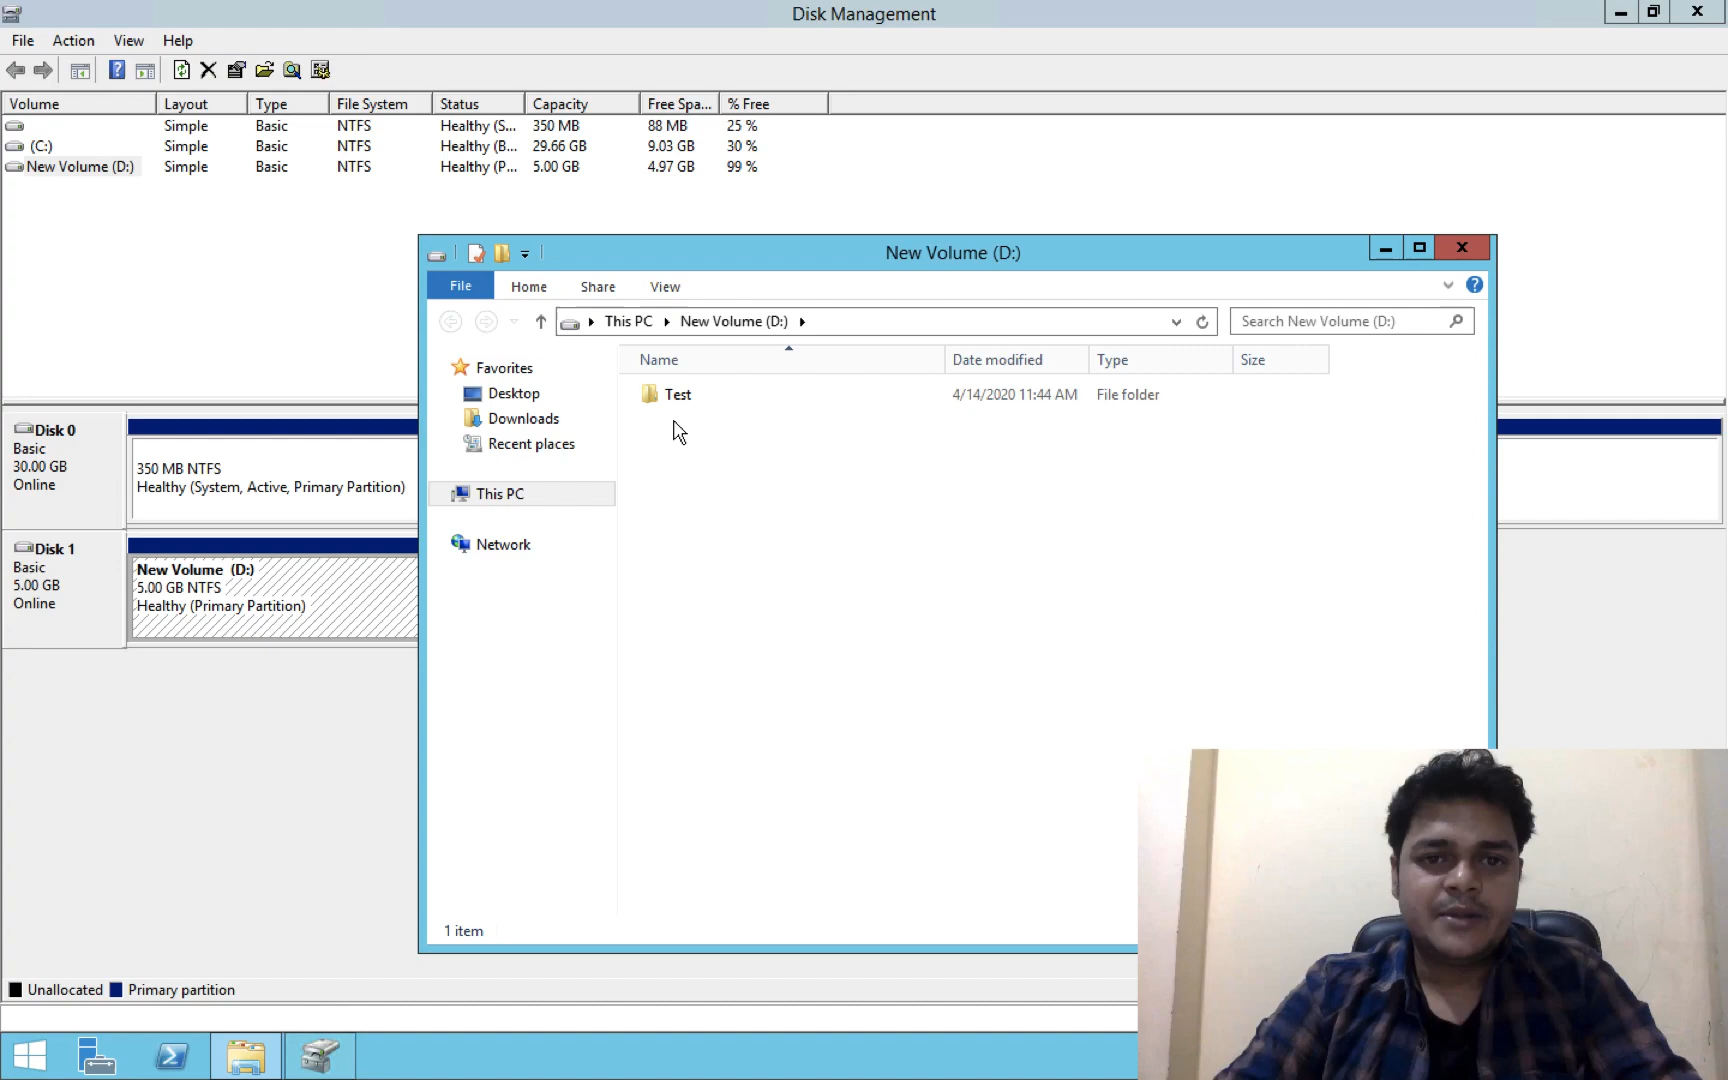 Disk Management
File Action View Help
Volume Layout Type File System Status Capacity Free Spa... % Free
Simple Basic NTFS Healthy (S... 350 MB 88 MB 25 %
(C:) Simple Basic NTFS Healthy (B... 29.66 GB 9.03 GB 30 %
New Volume (D:) Simple Basic NTFS Healthy (P... 5.00 GB 4.97 GB 99 %
New Volume (D:)
File Home Share View
This PC New Volume (D:) Search New Volume (D:)
Name Date modified Type Size
Favorites
Desktop
Downloads
Recent places
This PC
Network
Test 4/14/2020 11:44 AM File folder
1 item
Disk 0
Basic
30.00 GB
Online
350 MB NTFS
Healthy (System, Active, Primary Partition)
Disk 1
Basic
5.00 GB
Online
New Volume (D:)
5.00 GB NTFS
Healthy (Primary Partition)
Unallocated Primary partition